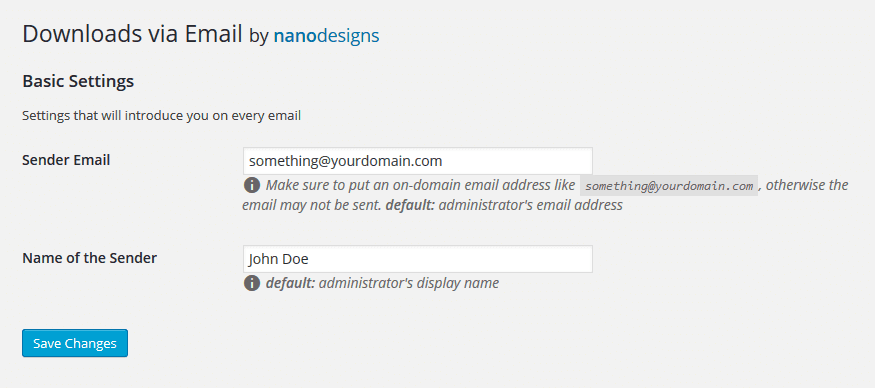 Downloads via Email by nanodesigns
Basic Settings
Settings that will introduce you on every email
Sender Email
something@yourdomain.com
Make sure to put an on-domain email address like something@yourdomain.com, otherwise the
email may not be sent. default: administrator's email address
Name of the Sender
John Doe
default: administrator's display name
Save Changes